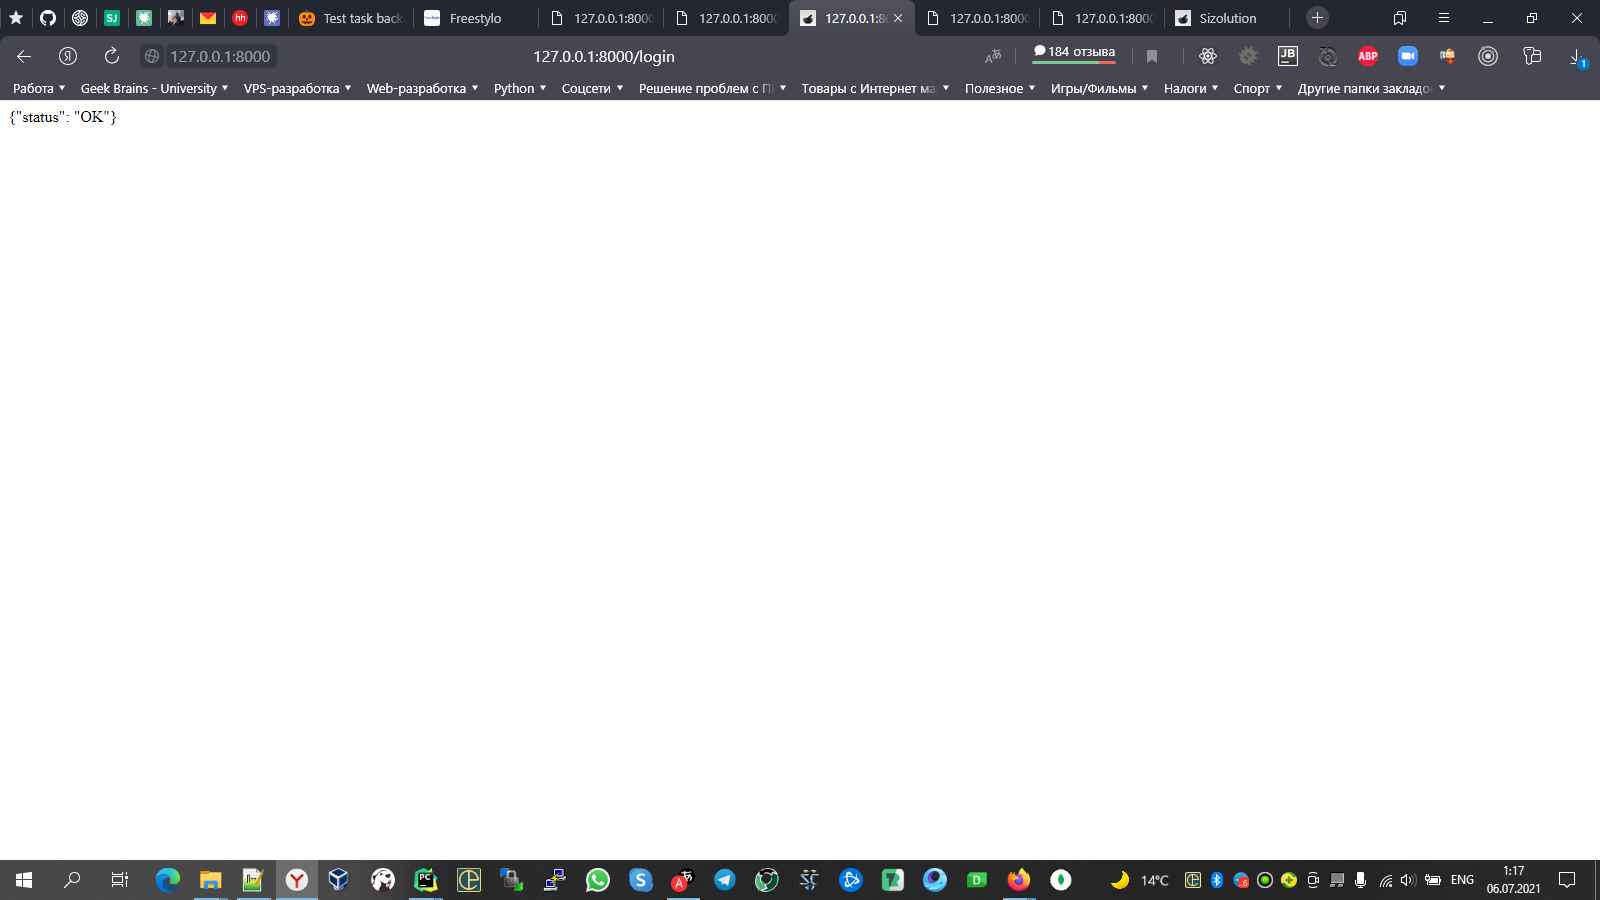 SJ
hh
Test task back
Freestylo
127.0.0.1:8000
127.0.0.1:8000
127.0.0.1:80
127.0.0.1:8000
127.0.0.1:8000
Sizolution
127.0.0.1:8000
127.0.0.1:8000/login
184 отзыва
JB
ABP
1
Работа
Geek Brains - University
VPS-разработка
Web-разработка
Python
Соцсети
Решение проблем с П
Товары с Интернет ма
Полезное
Игры/Фильмы
Налоги
Спорт
Другие папки закладо
{"status": "OK"}
14°C
ENG
1:17
06.07.2021